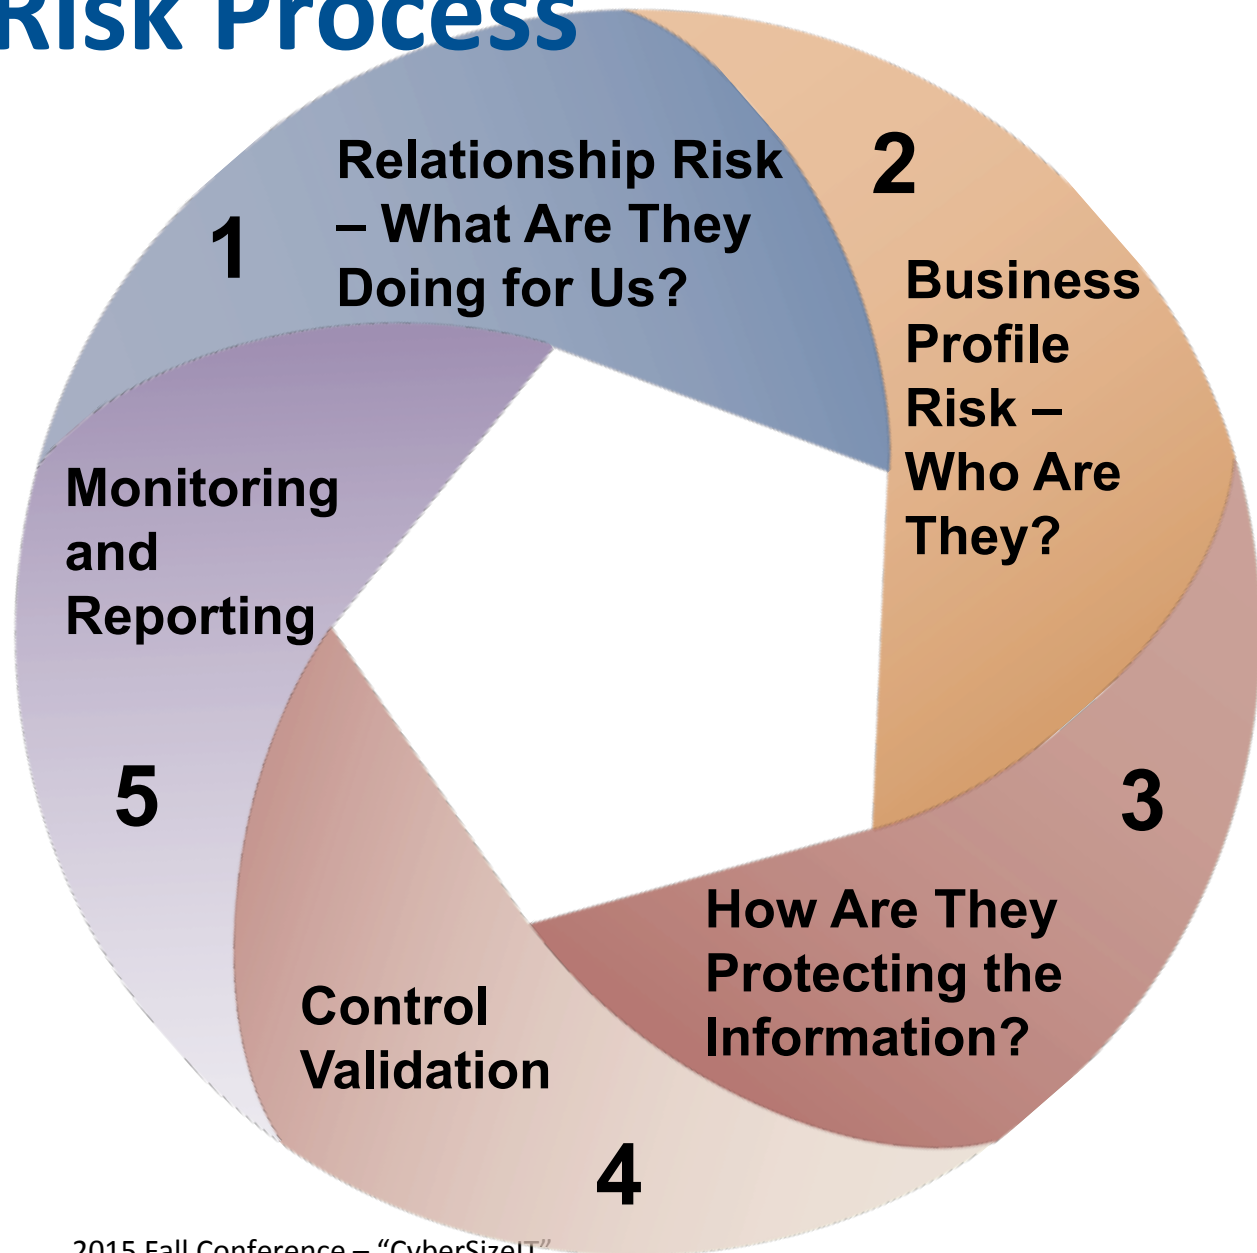 Risk Process
1
Relationship Risk
– What Are They
Doing for Us?
2
Business
Profile
Risk –
Who Are
They?
3
How Are They
Protecting the
Information?
4
Control
Validation
5
Monitoring
and
Reporting
2015 Fall Conference – “CyberSizeIT”